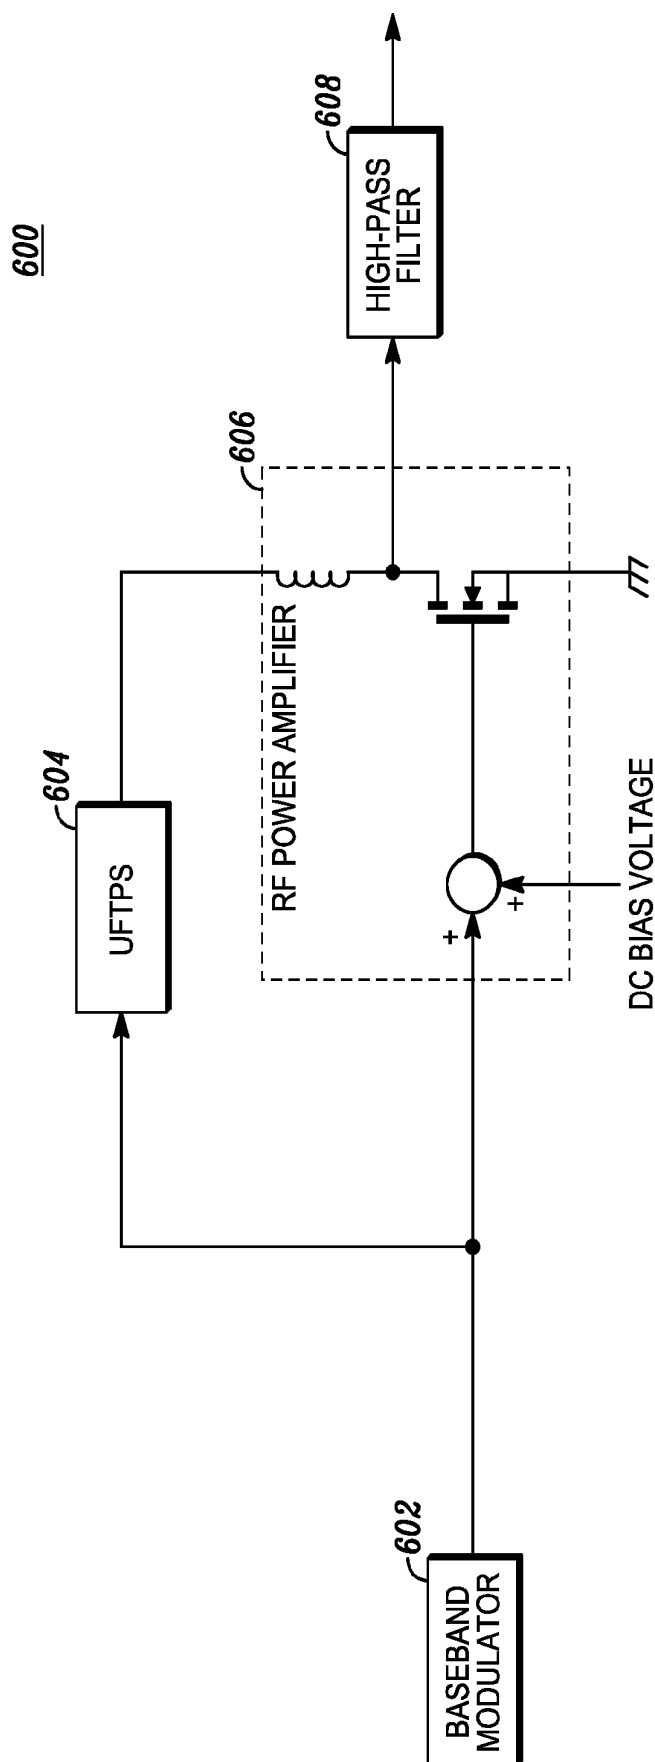 600
604
UFTPS
606
RF POWER AMPLIFIER
608
HIGH-PASS
FILTER
602
BASEBAND
MODULATOR
+
+
DC BIAS VOLTAGE